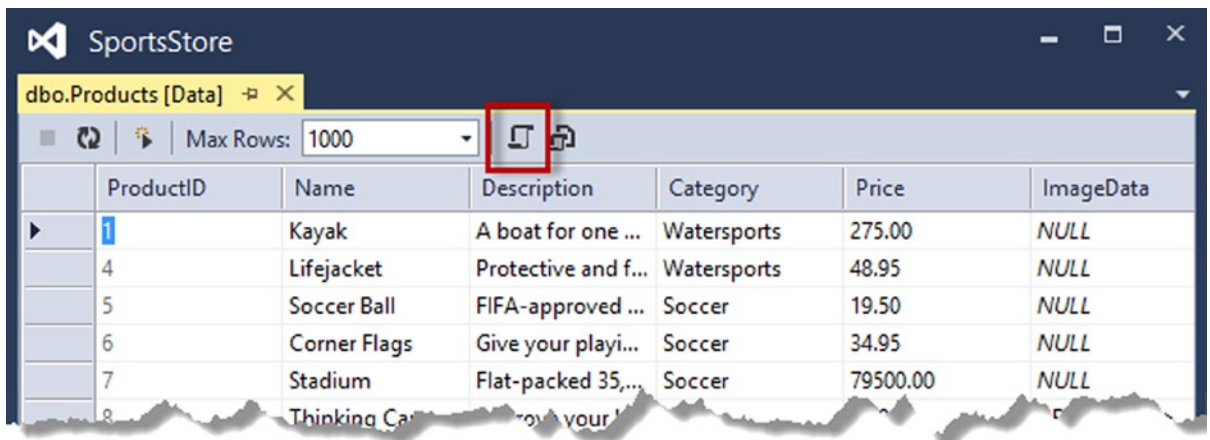 SportsStore
dbo.Products [Data]
Max Rows: 1000
ProductID Name Description Category Price ImageData
1 Kayak A boat for one ... Watersports 275.00 NULL
4 Lifejacket Protective and f... Watersports 48.95 NULL
5 Soccer Ball FIFA-approved ... Soccer 19.50 NULL
6 Corner Flags Give your playi... Soccer 34.95 NULL
7 Stadium Flat-packed 35,... Soccer 79500.00 NULL
8 Thinking your